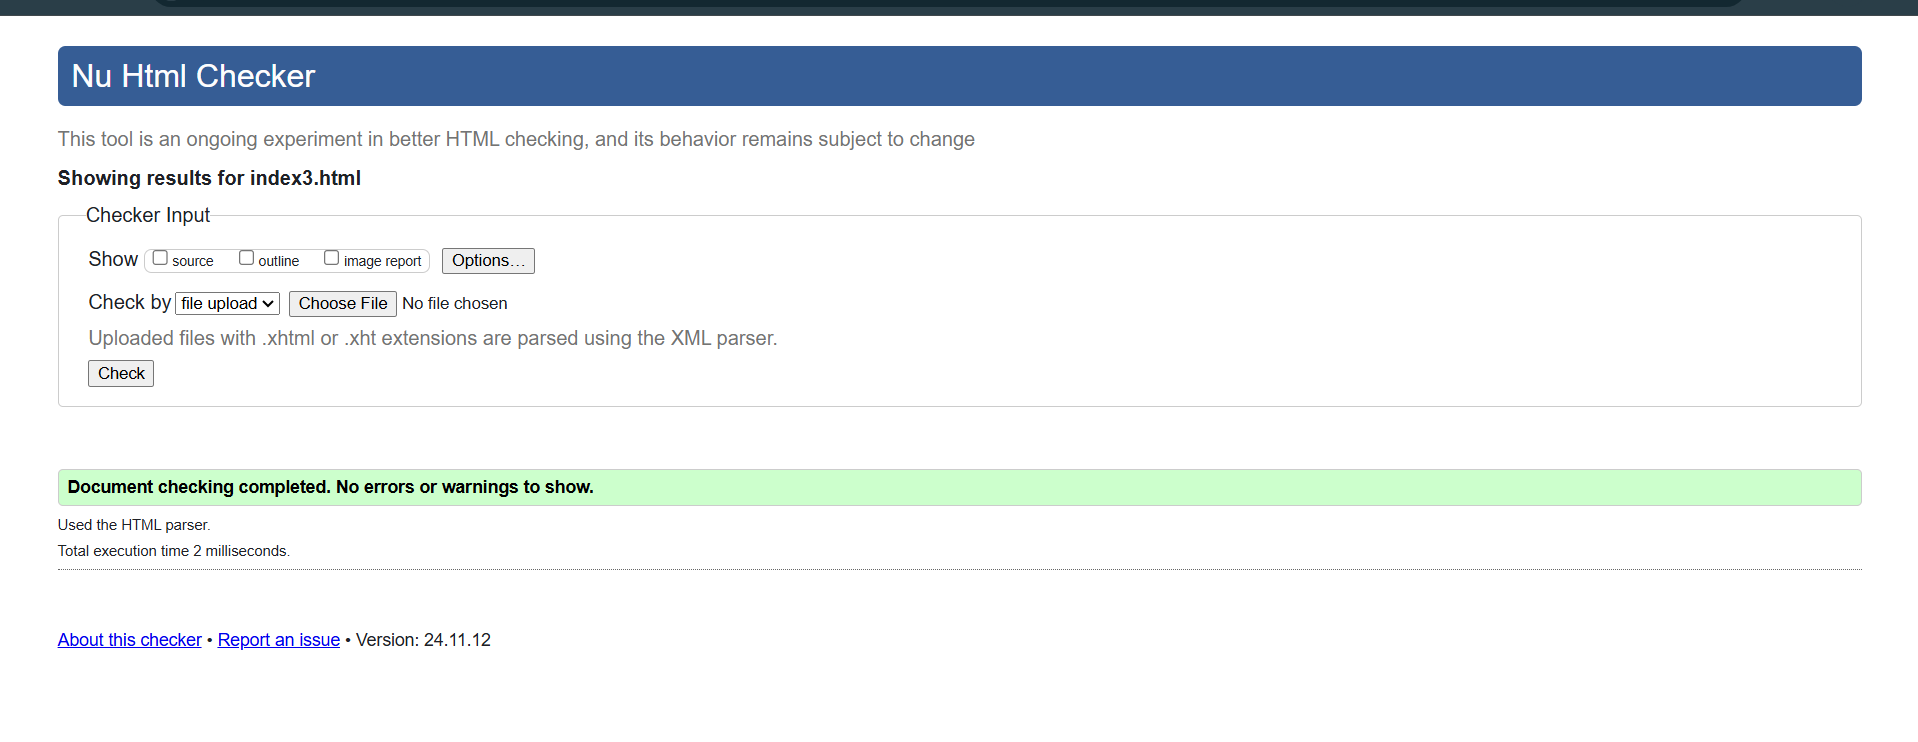 Nu Html Checker
This tool is an ongoing experiment in better HTML checking, and its behavior remains subject to change
Showing results for index3.html
Checker Input
Show source outline image report Options...
Check by file upload Choose File No file chosen
Uploaded files with .xhtml or .xht extensions are parsed using the XML parser.
Check
Document checking completed. No errors or warnings to show.
Used the HTML parser.
Total execution time 2 milliseconds.
About this checker • Report an issue • Version: 24.11.12